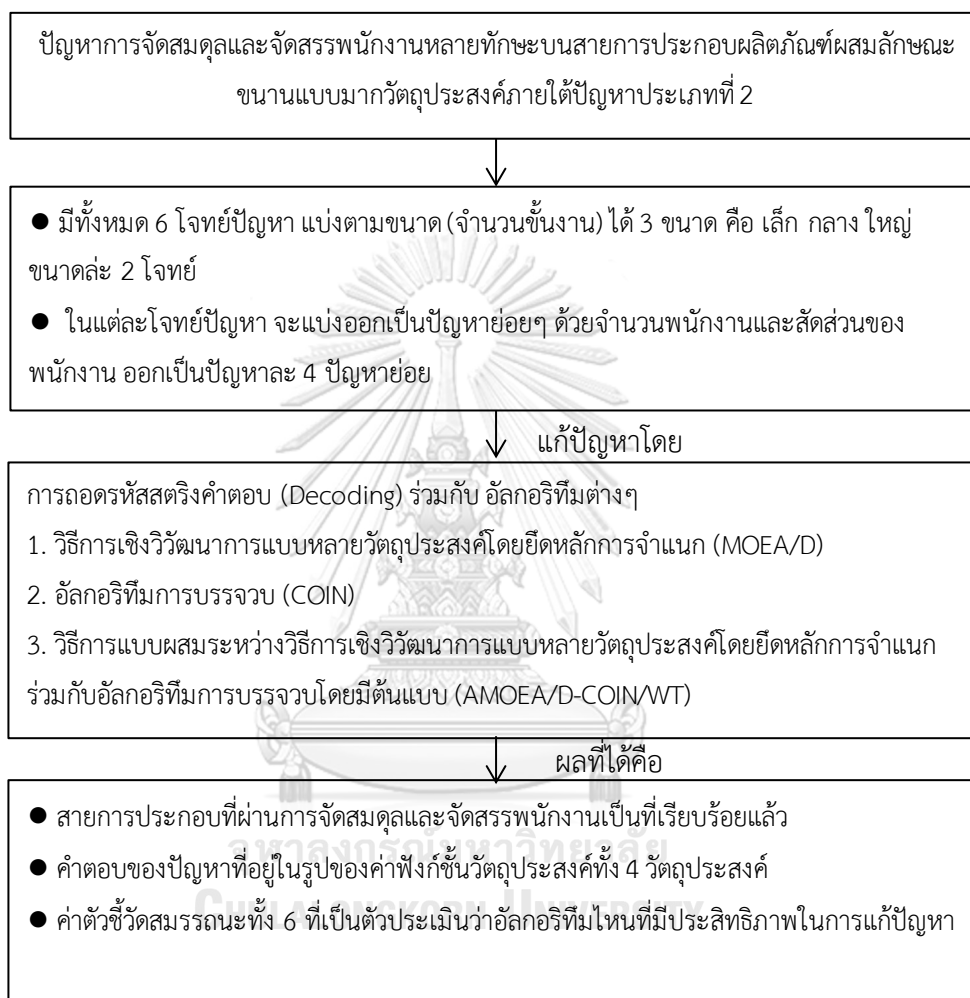 ปัญหาการจัดสมดุลและจัดสรรพนักงานหลายทักษะบนสายการประกอบผลิตภัณฑ์ผสมลักษณะ
ขนานแบบมากวัตถุประสงค์ภายใต้ปัญหาประเภทที่ 2
● มีทั้งหมด 6 โจทย์ปัญหา แบ่งตามขนาด (จำนวนขั้นงาน) ได้ 3 ขนาด คือ เล็ก กลาง ใหญ่
ขนาดล่ะ 2 โจทย์
● ในแต่ละโจทย์ปัญหา จะแบ่งออกเป็นปัญหาย่อยๆ ด้วยจำนวนพนักงานและสัดส่วนของ
พนักงาน ออกเป็นปัญหาละ 4 ปัญหาย่อย
แก้ปัญหาโดย
การถอดรหัสสตริงคำตอบ (Decoding) ร่วมกับ อัลกอริทึมต่างๆ
1. วิธีการเชิงวิวัฒนาการแบบหลายวัตถุประสงค์โดยยึดหลักการจำแนก (MOEA/D)
2. อัลกอริทึมการบรรจวบ (COIN)
3. วิธีการแบบผสมระหว่างวิธีการเชิงวิวัฒนาการแบบหลายวัตถุประสงค์โดยยึดหลักการจำแนก
ร่วมกับอัลกอริทึมการบรรจวบโดยมีต้นแบบ (AMOEA/D-COIN/WT)
ผลที่ได้คือ
● สายการประกอบที่ผ่านการจัดสมดุลและจัดสรรพนักงานเป็นที่เรียบร้อยแล้ว
จุฬาลงกรณ์มหาวิทยาลัย
● คำตอบของปัญหาที่อยู่ในรูปของค่าฟังก์ชั้นวัตถุประสงค์ทั้ง 4 วัตถุประสงค์
CHULALONGKORN UNIVERSITY
● ค่าตัวชี้วัดสมรรถนะทั้ง 6 ที่เป็นตัวประเมินว่าอัลกอริทึมไหนที่มีประสิทธิภาพในการแก้ปัญหา